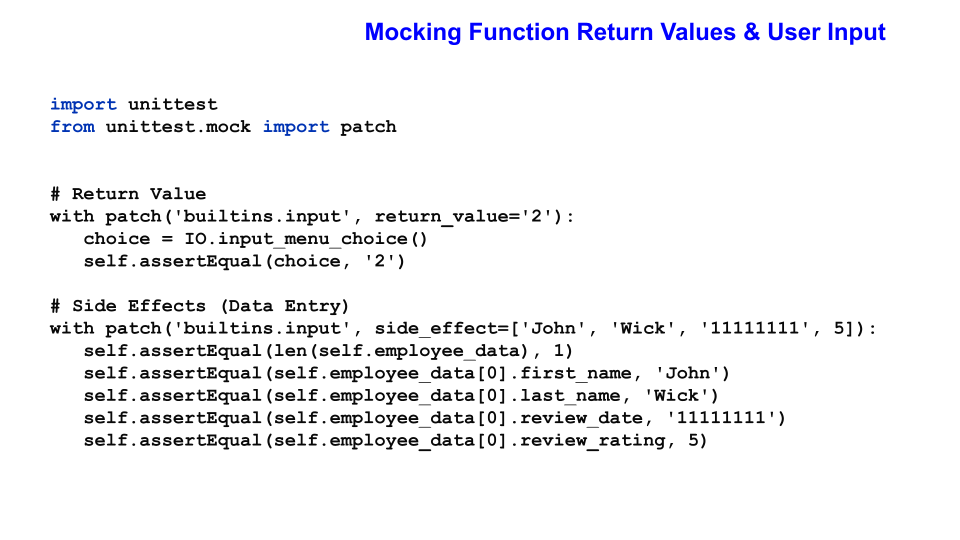 Mocking Function Return Values & User Input
import unittest
from unittest.mock import patch
# Return Value
with patch('builtins.input', return_value='2'):
   choice = IO.input_menu_choice()
   self.assertEqual(choice, '2')
# Side Effects (Data Entry)
with patch('builtins.input', side_effect=['John', 'Wick', '11111111', 5]):
   self.assertEqual(len(self.employee_data), 1)
   self.assertEqual(self.employee_data[0].first_name, 'John')
   self.assertEqual(self.employee_data[0].last_name, 'Wick')
   self.assertEqual(self.employee_data[0].review_date, '11111111')
   self.assertEqual(self.employee_data[0].review_rating, 5)